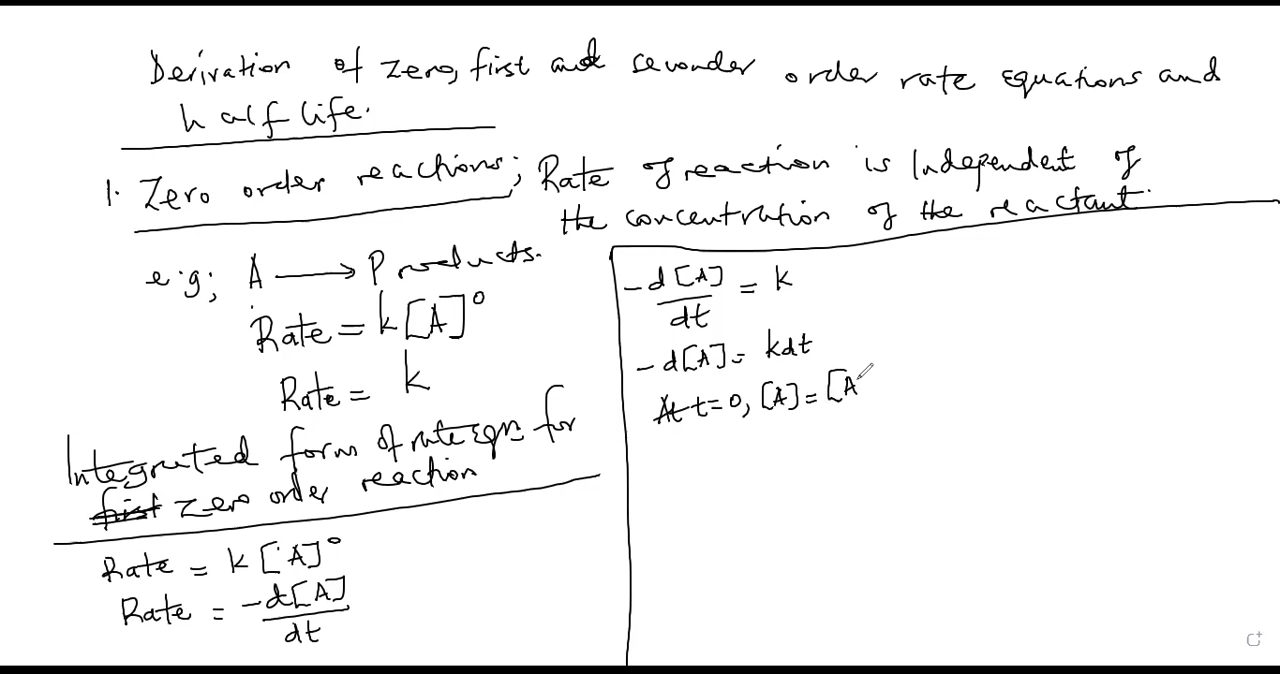 Derivation of zero, first and seconder order rate equations and
half life.
1. Zero order reactions; Rate of reaction is Independent of
the concentration of the reactant.
e.g; A ⟶ Products.
Rate = k[A]⁰
Rate = k
Integrated form of rate eqn for
first zero order reaction
Rate = k[A]⁰
Rate = -d[A]/dt
-d[A]/dt = k
-d[A] = kdt
At t=0, [A] = [A